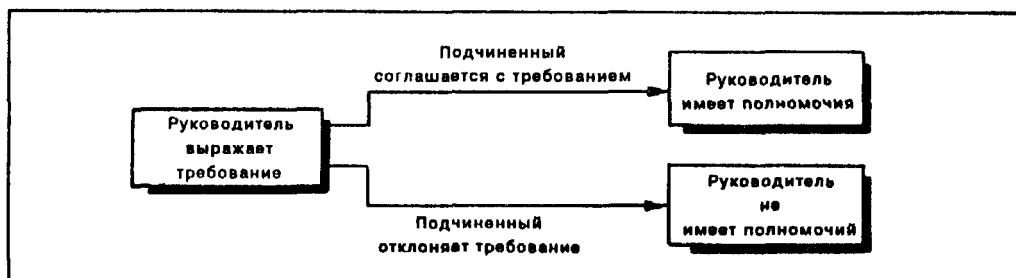 Подчиненный
соглашается с требованием
Руководитель
имеет полномочия
Руководитель
выражает
требование
Руководитель
не
имеет полномочий
Подчиненный
отклоняет требование